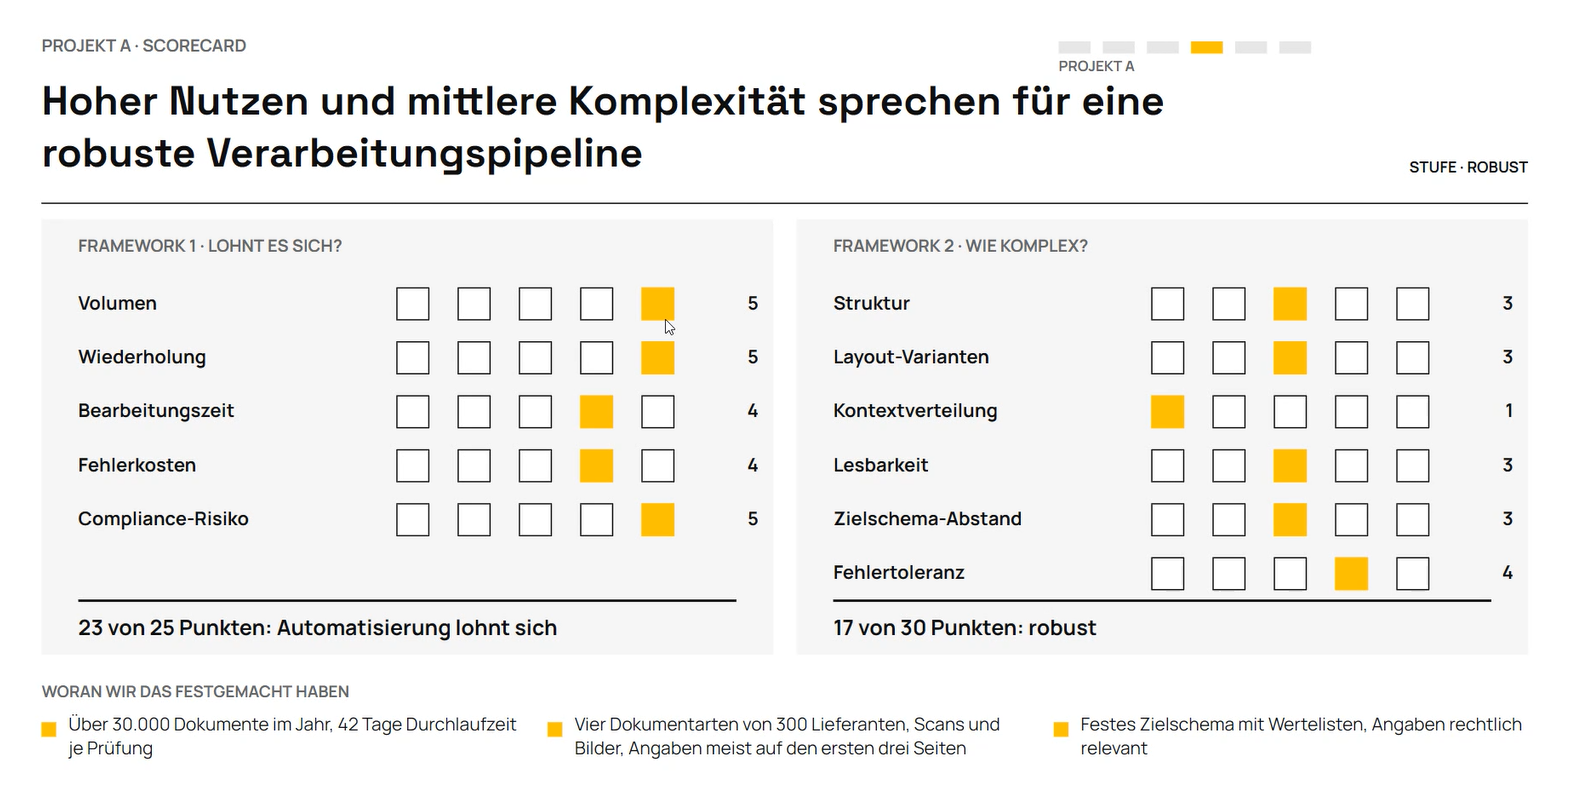 PROJEKT A · SCORECARD
PROJEKT A
Hoher Nutzen und mittlere Komplexität sprechen für eine
robuste Verarbeitungspipeline
STUFE · ROBUST
FRAMEWORK 1 · LOHNT ES SICH?
Volumen 5
Wiederholung 5
Bearbeitungszeit 4
Fehlerkosten 4
Compliance-Risiko 5
23 von 25 Punkten: Automatisierung lohnt sich
FRAMEWORK 2 · WIE KOMPLEX?
Struktur 3
Layout-Varianten 3
Kontextverteilung 1
Lesbarkeit 3
Zielschema-Abstand 3
Fehlertoleranz 4
17 von 30 Punkten: robust
WORAN WIR DAS FESTGEMACHT HABEN
Über 30.000 Dokumente im Jahr, 42 Tage Durchlaufzeit
je Prüfung
Vier Dokumentarten von 300 Lieferanten, Scans und
Bilder, Angaben meist auf den ersten drei Seiten
Festes Zielschema mit Wertelisten, Angaben rechtlich
relevant